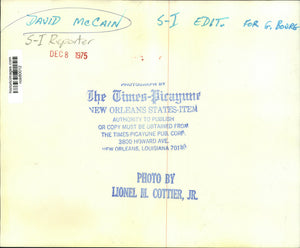 DAVID McCAIN
S-I EDIT. FOR G. BOURG
S-I Reporter
DEC 8 1975
PHOTOGRAPH BY
The Times-Picayune
NEW ORLEANS STATES-ITEM
AUTHORITY TO PUBLISH
OR COPY MUST BE OBTAINED FROM
THE TIMES PICAYUNE PUB. CORP.
3800 HOWARD AVE.
NEW ORLEANS, LOUISIANA 70140
PHOTO BY
LIONEL M. COTTIER, JR.